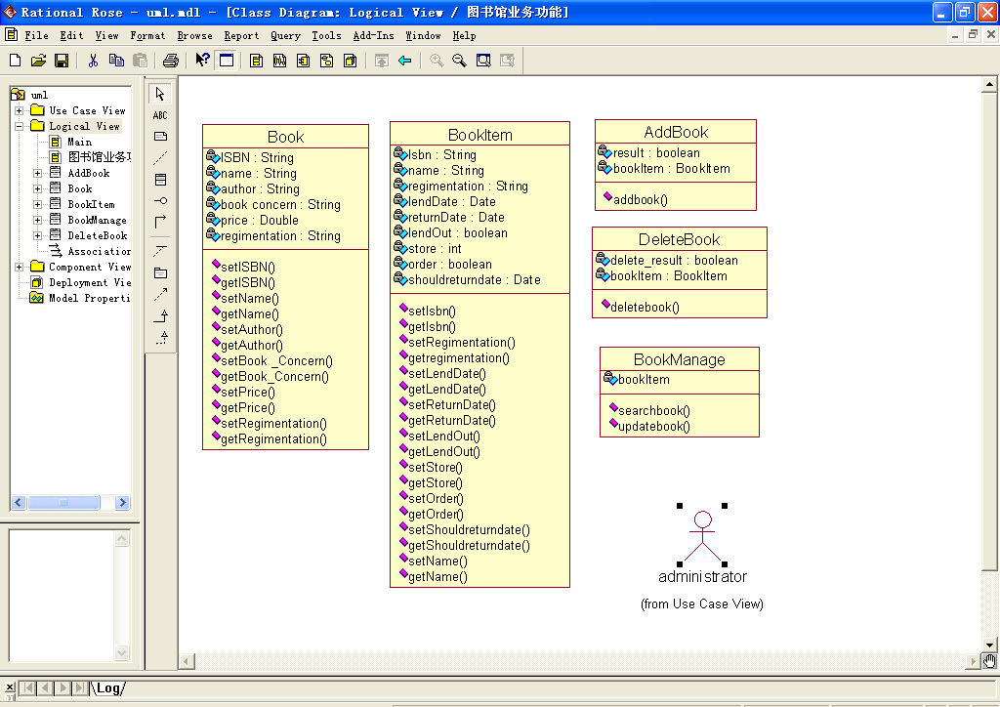 Rational Rose - uml.mdl - [Class Diagram: Logical View / 图书馆业务功能]
File Edit View Format Browse Report Query Tools Add-Ins Window Help
uml
Use Case View
Logical View
Main
图书馆业务
AddBook
Book
BookItem
BookManage
DeleteBook
Association
Component View
Deployment Vie
Model Properti
ABC
Book
ISBN : String
name : String
author : String
book concern : String
price : Double
regimentation : String
setISBN()
getISBN()
setName()
getName()
setAuthor()
getAuthor()
setBook _Concern()
getBook_Concern()
setPrice()
getPrice()
setRegimentation()
getRegimentation()
BookItem
Isbn : String
name : String
regimentation : String
lendDate : Date
returnDate : Date
lendOut : boolean
store : int
order : boolean
shouldreturndate : Date
setIsbn()
getIsbn()
setRegimentation()
getregimentation()
setLendDate()
getLendDate()
setReturnDate()
getReturnDate()
setLendOut()
getLendOut()
setStore()
getStore()
setOrder()
getOrder()
setShouldreturndate()
getShouldreturndate()
setName()
getName()
AddBook
result : boolean
bookItem : BookItem
addbook()
DeleteBook
delete_result : boolean
bookItem : BookItem
deletebook()
BookManage
bookItem
searchbook()
updatebook()
administrator
(from Use Case View)
Log